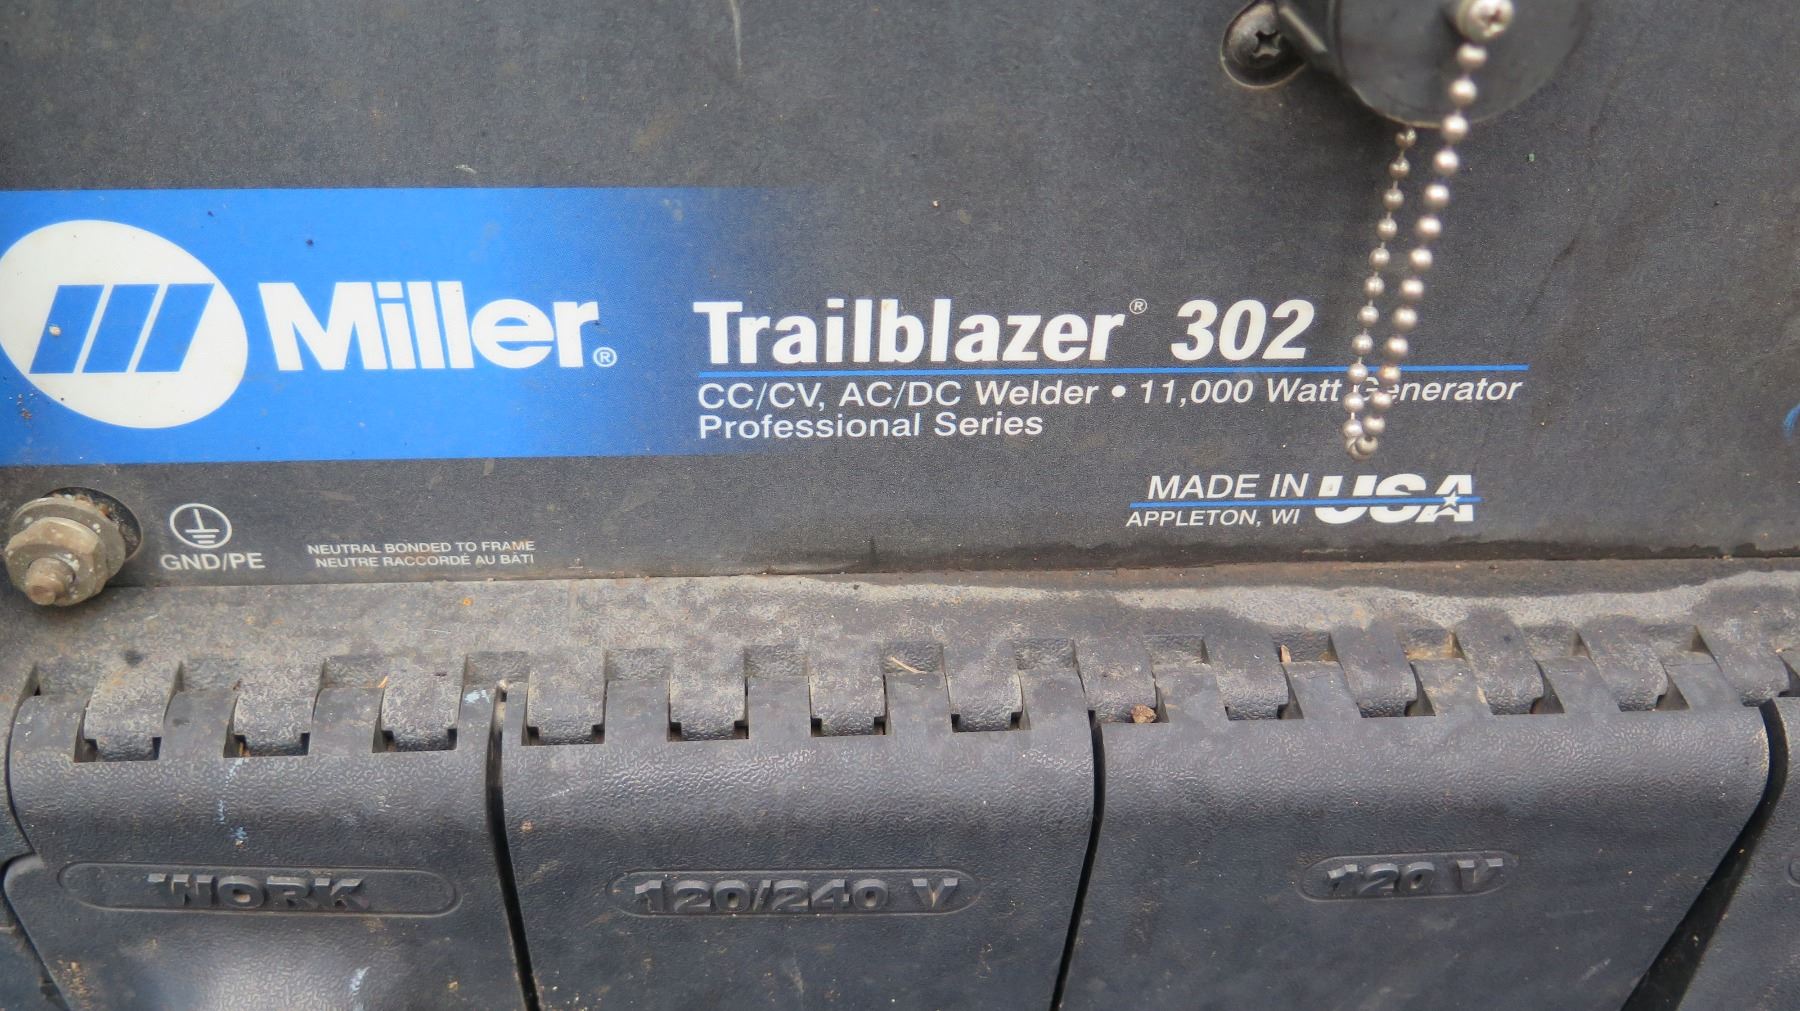 Miller® Trailblazer® 302
CC/CV, AC/DC Welder • 11,000 Watt Generator
Professional Series
MADE IN USA
APPLETON, WI
GND/PE
NEUTRAL BONDED TO FRAME
NEUTRE RACCORDÉ AU BÂTI
WORK
120/240 V
120 V